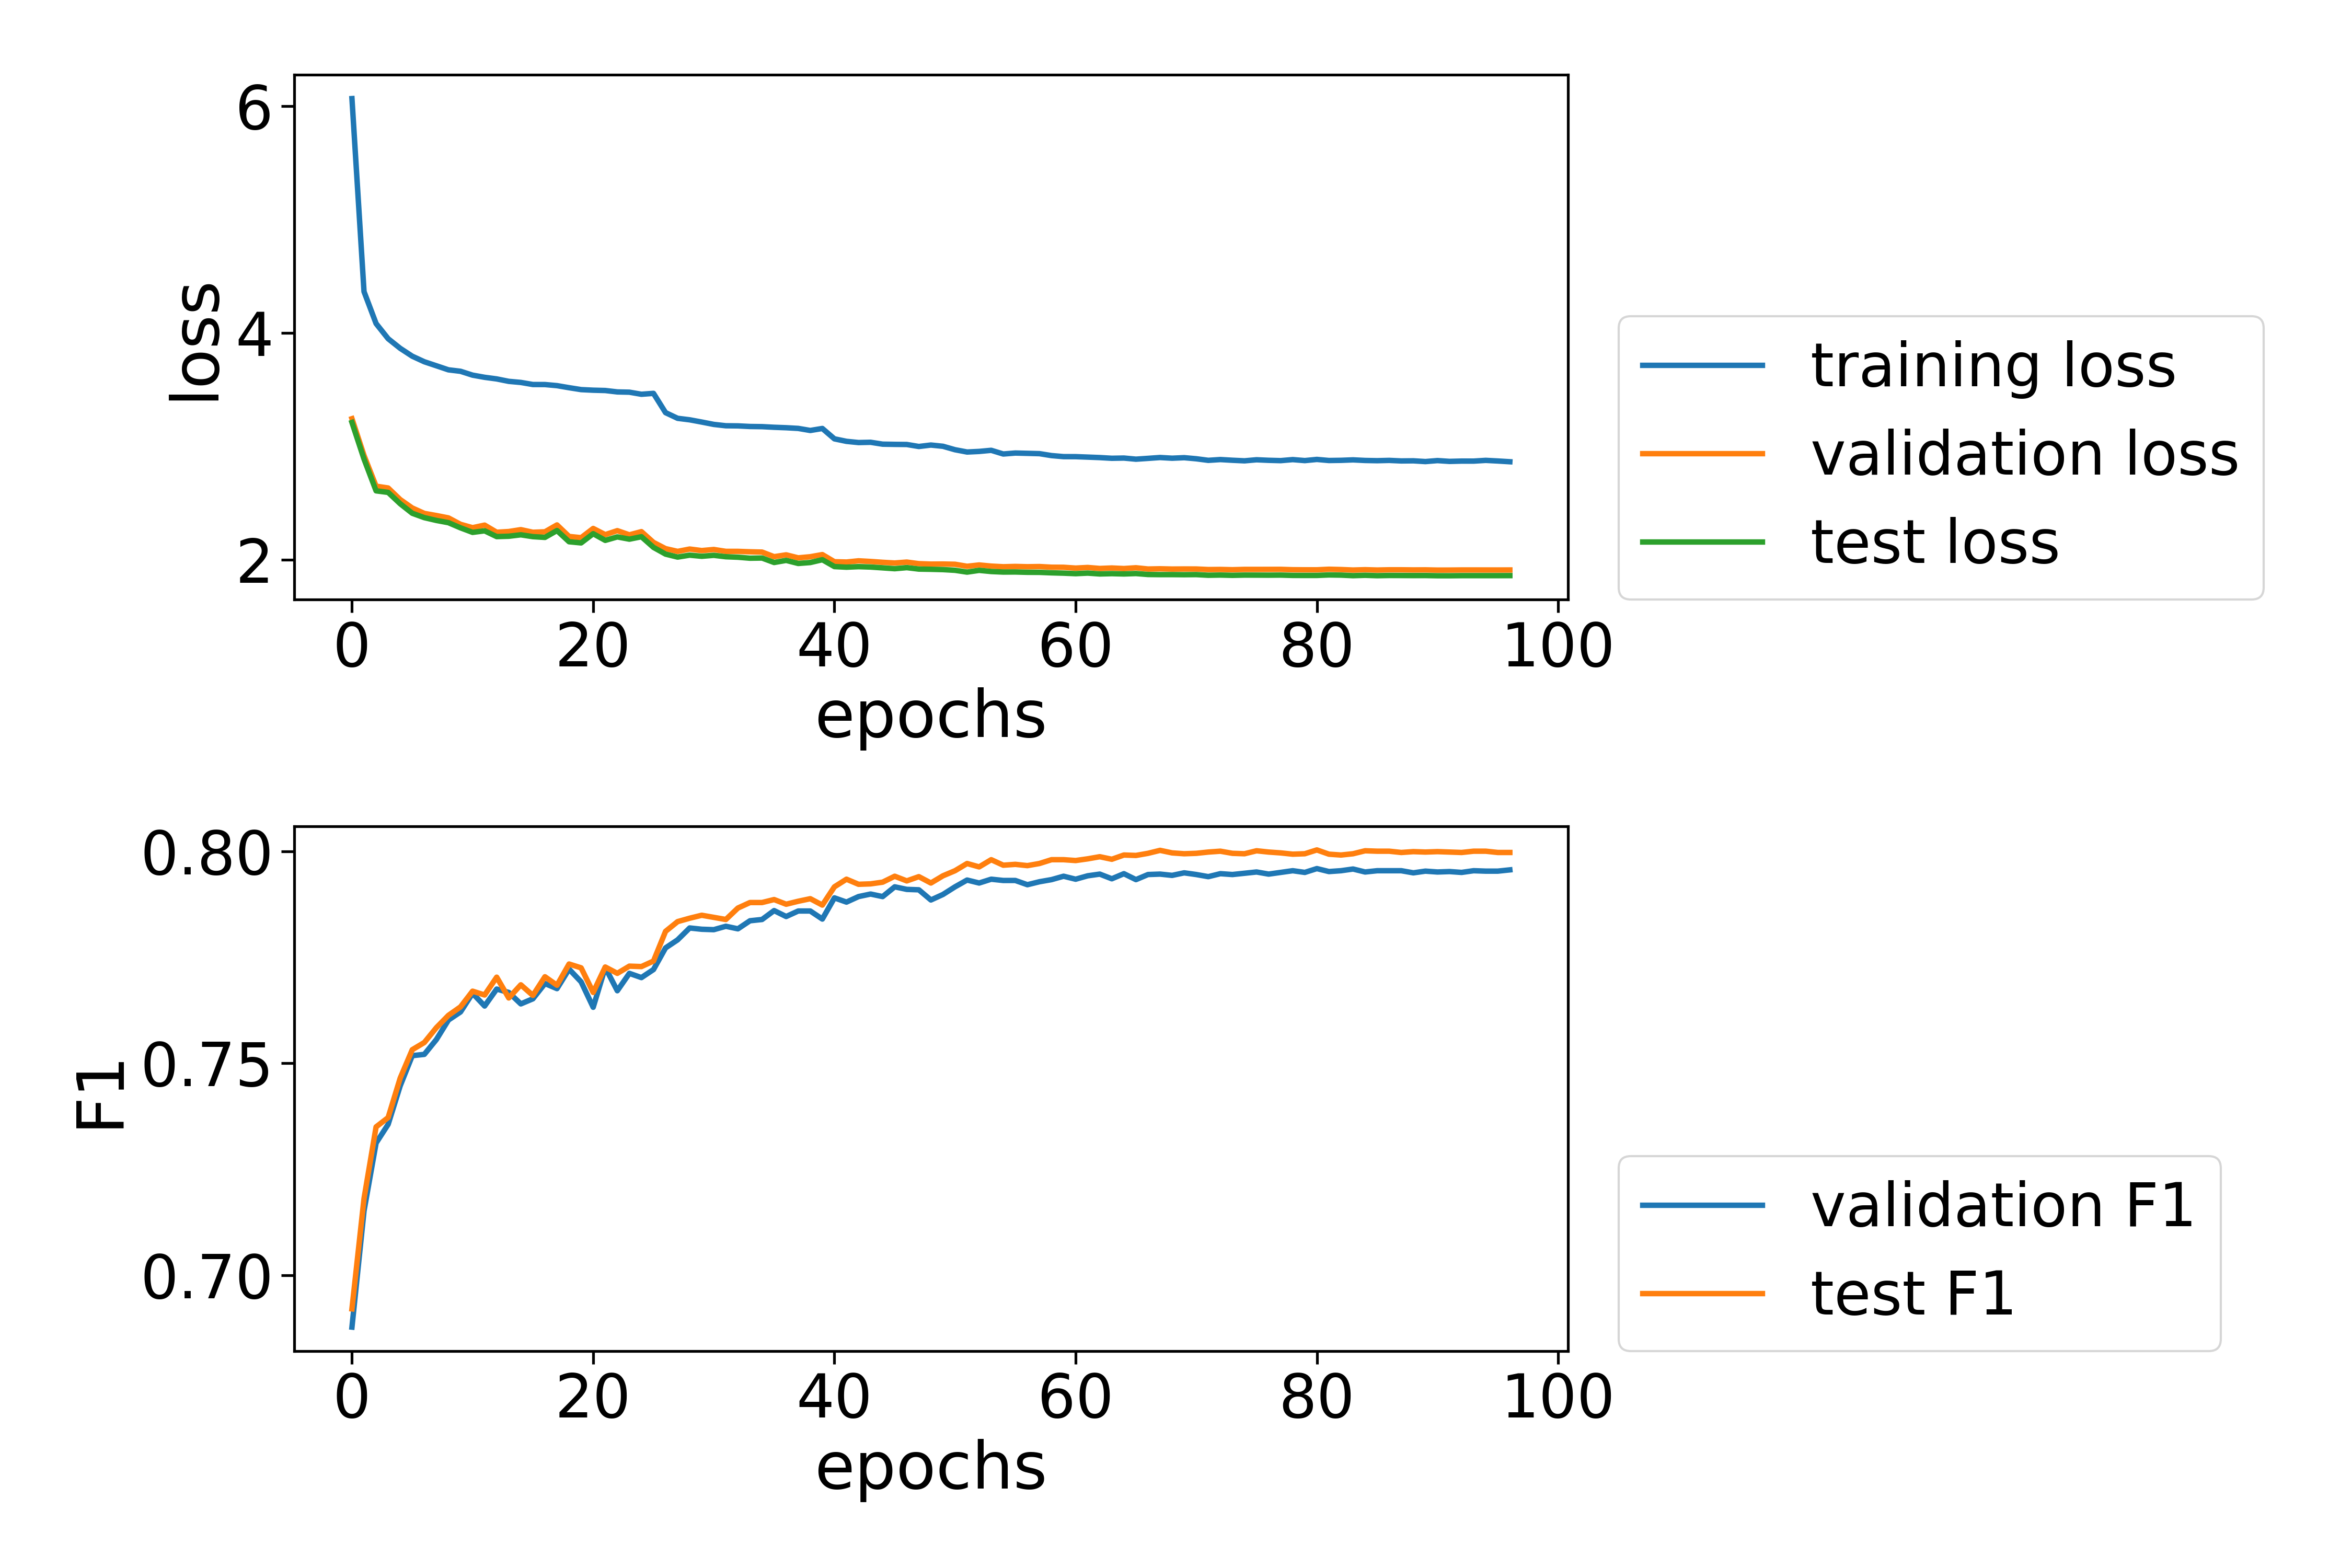 6
4
2
loss
0 20 40 60 80 100
epochs
training loss
validation loss
test loss
0.80
0.75
0.70
F1
0 20 40 60 80 100
epochs
validation F1
test F1